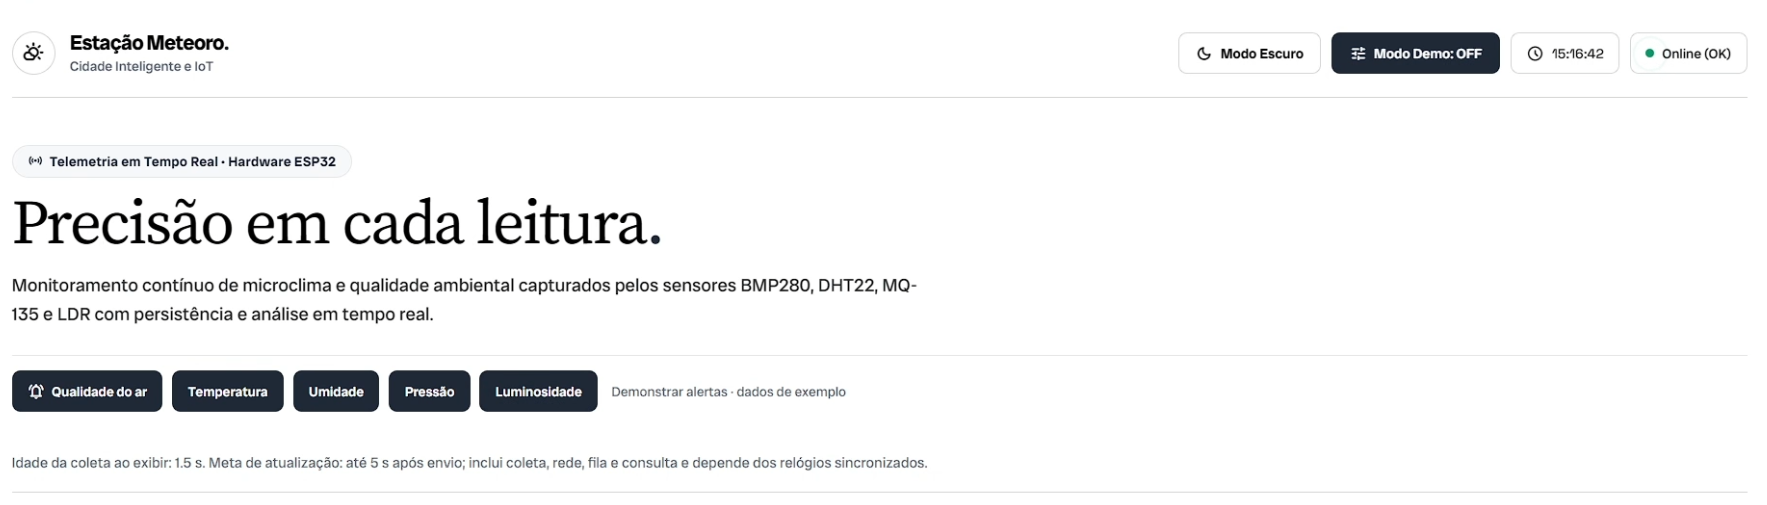 Estação Meteoro.
Cidade Inteligente e IoT
Modo Escuro
Modo Demo: OFF
15:16:42
Online (OK)
Telemetria em Tempo Real • Hardware ESP32
Precisão em cada leitura.
Monitoramento contínuo de microclima e qualidade ambiental capturados pelos sensores BMP280, DHT22, MQ-
135 e LDR com persistência e análise em tempo real.
Qualidade do ar
Temperatura
Umidade
Pressão
Luminosidade
Demonstrar alertas · dados de exemplo
Idade da coleta ao exibir: 1.5 s. Meta de atualização: até 5 s após envio; inclui coleta, rede, fila e consulta e depende dos relógios sincronizados.